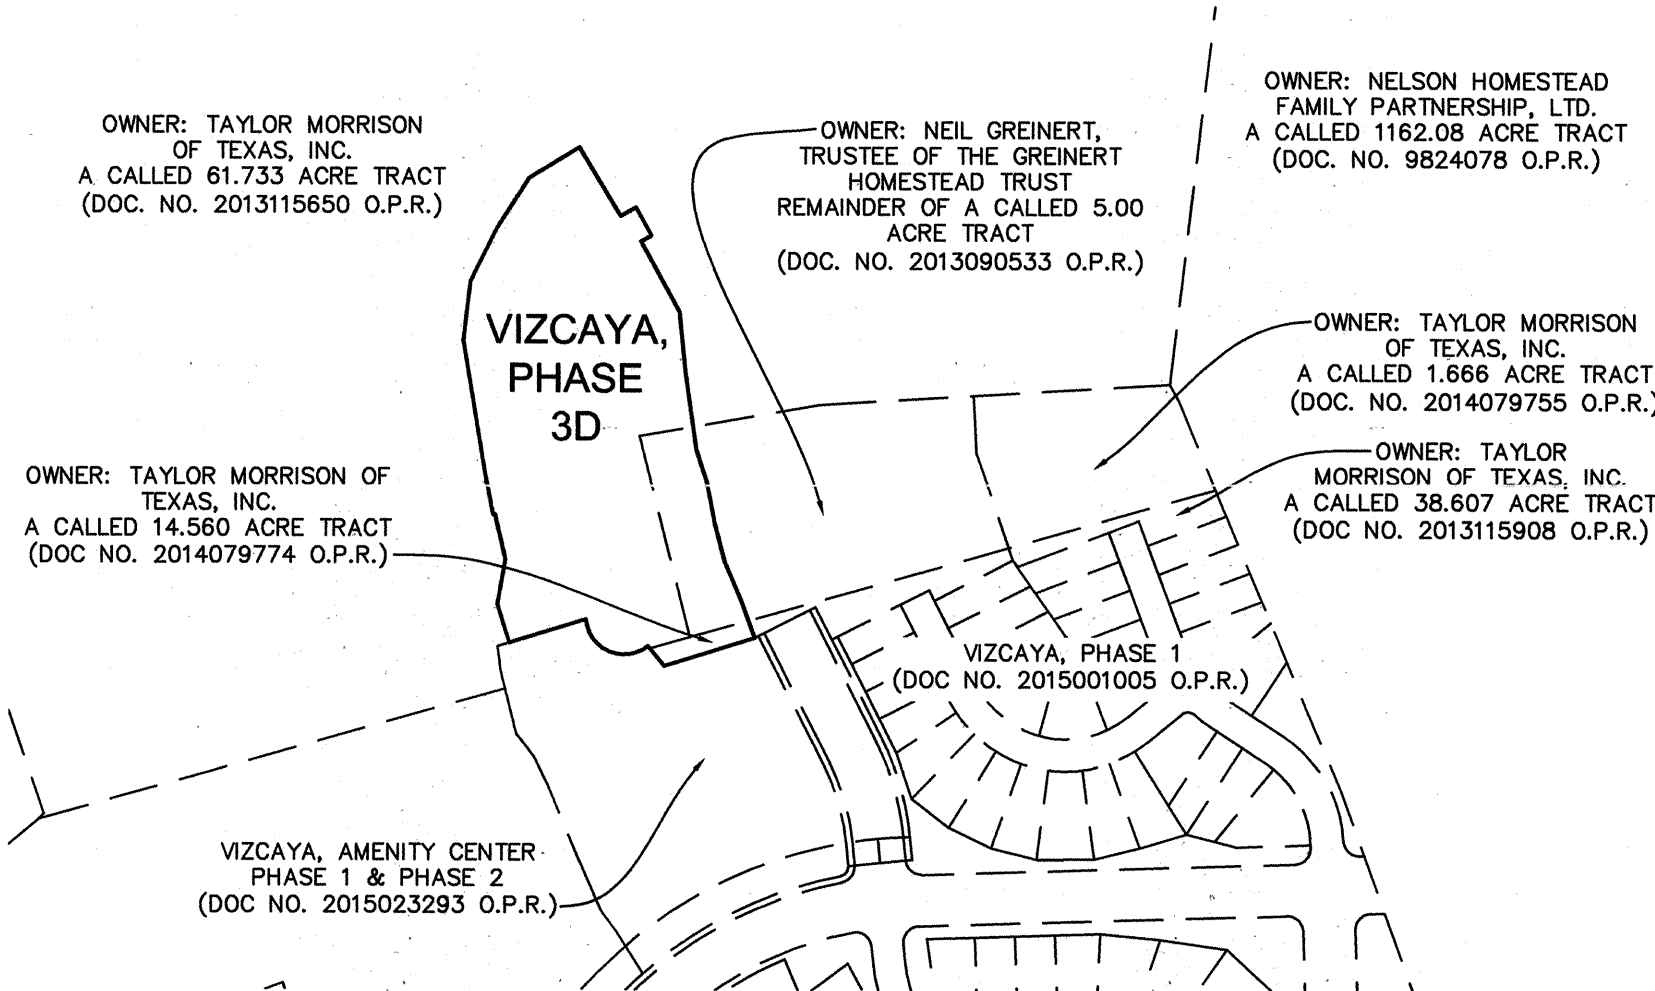 OWNER: TAYLOR MORRISON
OF TEXAS, INC.
A CALLED 61.733 ACRE TRACT
(DOC. NO. 2013115650 O.P.R.)
OWNER: NEIL GREINERT,
TRUSTEE OF THE GREINERT
HOMESTEAD TRUST
REMAINDER OF A CALLED 5.00
ACRE TRACT
(DOC. NO. 2013090533 O.P.R.)
OWNER: NELSON HOMESTEAD
FAMILY PARTNERSHIP, LTD.
A CALLED 1162.08 ACRE TRACT
(DOC. NO. 9824078 O.P.R.)
VIZCAYA,
PHASE
3D
OWNER: TAYLOR MORRISON
OF TEXAS, INC.
A CALLED 1.666 ACRE TRACT
(DOC. NO. 2014079755 O.P.R.)
OWNER: TAYLOR
MORRISON OF TEXAS, INC.
A CALLED 38.607 ACRE TRACT
(DOC NO. 2013115908 O.P.R.)
OWNER: TAYLOR MORRISON OF
TEXAS, INC.
A CALLED 14.560 ACRE TRACT
(DOC NO. 2014079774 O.P.R.)
VIZCAYA, PHASE 1
(DOC NO. 2015001005 O.P.R.)
VIZCAYA, AMENITY CENTER
PHASE 1 & PHASE 2
(DOC NO. 2015023293 O.P.R.)